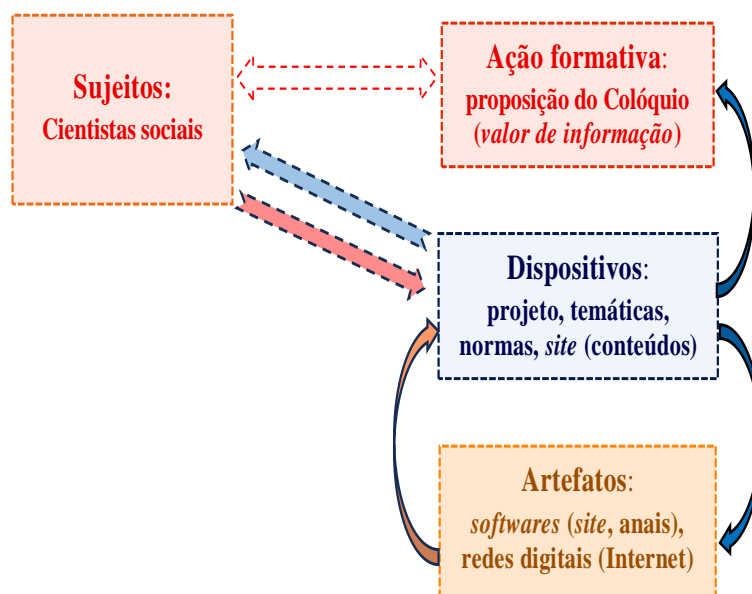 Sujeitos:
Cientistas sociais
Ação formativa:
proposição do Colóquio
(valor de informação)
Dispositivos:
projeto, temáticas,
normas, site (conteúdos)
Artefatos:
softwares (site, anais),
redes digitais (Internet)